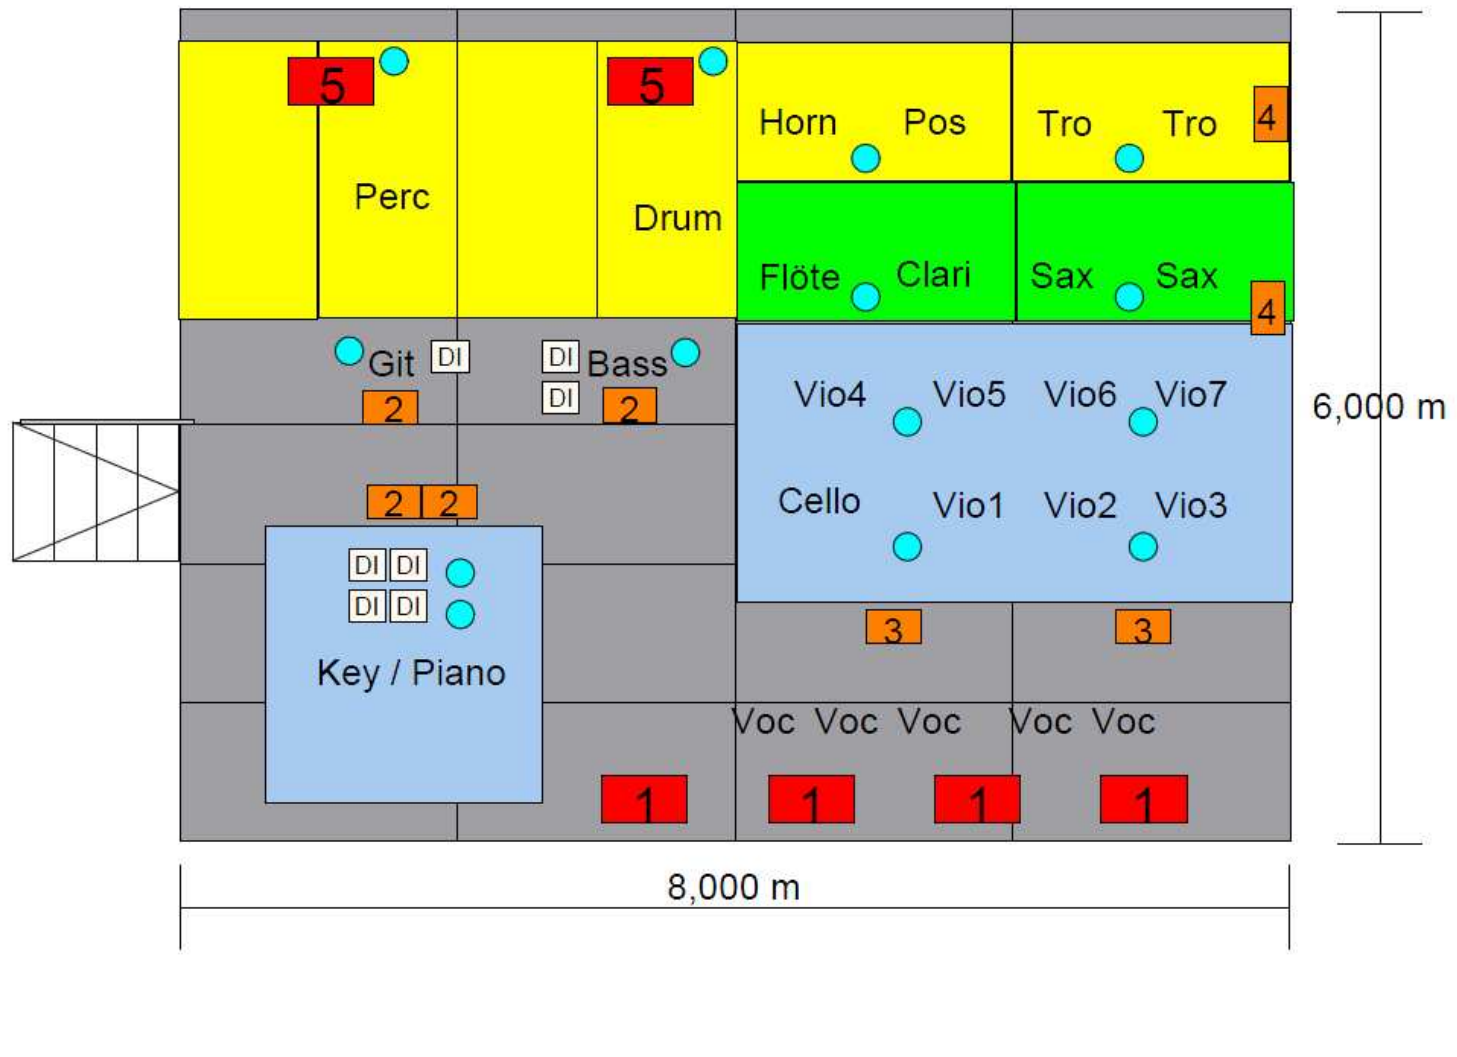 5 5
Horn Pos Tro Tro 4
Perc
Drum
Flöte Clari Sax Sax
4
Git DI DI Bass
DI
2 2
Vio4 Vio5 Vio6 Vio7
6,000 m
2 2
Cello Vio1 Vio2 Vio3
DI DI
DI DI
3 3
Key / Piano
Voc Voc Voc Voc Voc
1 1 1 1
8,000 m